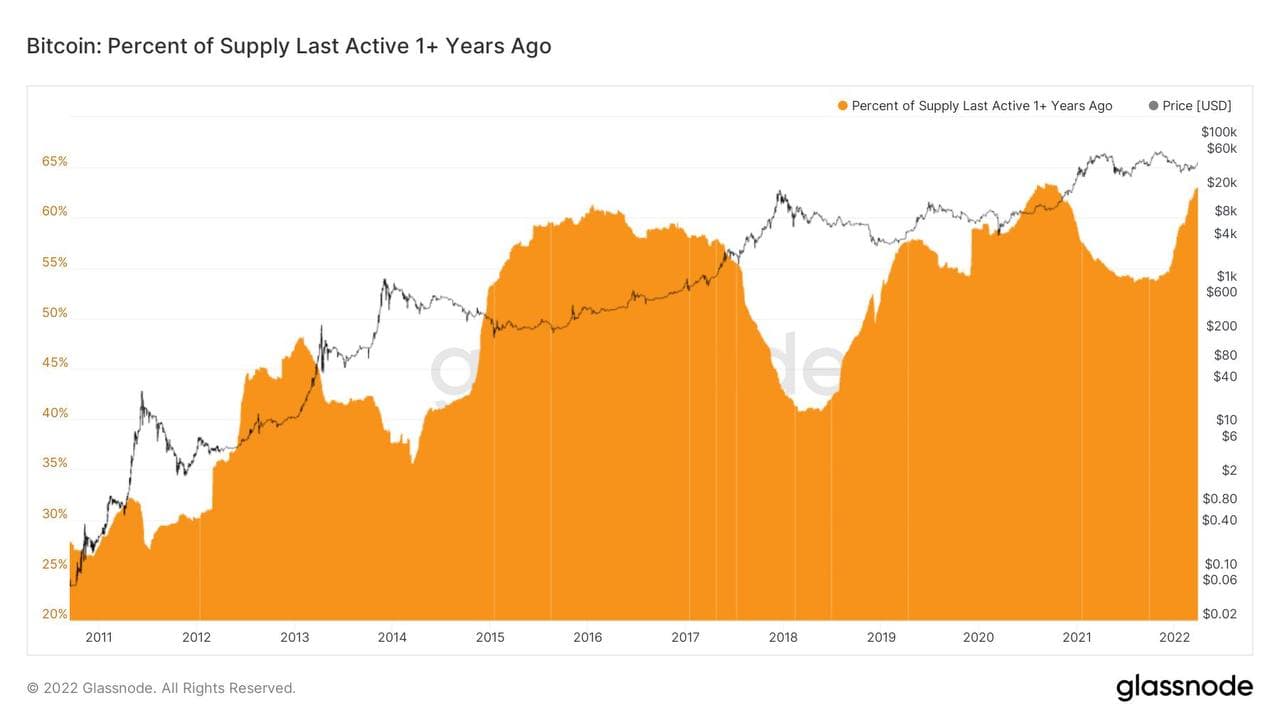 Bitcoin: Percent of Supply Last Active 1+ Years Ago
Percent of Supply Last Active 1+ Years Ago
Price [USD]
65%
60%
55%
50%
45%
40%
35%
30%
25%
20%
$100k
$60k
$20k
$8k
$4k
$1k
$600
$200
$80
$40
$10
$6
$2
$0.80
$0.40
$0.10
$0.06
$0.02
2011 2012 2013 2014 2015 2016 2017 2018 2019 2020 2021 2022
© 2022 Glassnode. All Rights Reserved.
glassnode